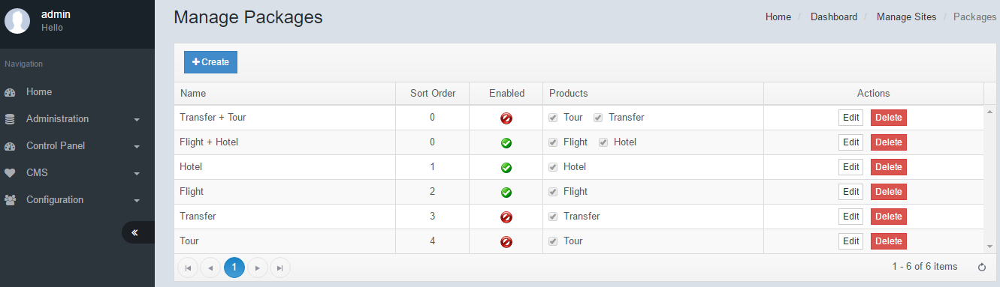 admin
Hello
Navigation
Home
Administration
Control Panel
CMS
Configuration
Manage Packages
Home / Dashboard / Manage Sites / Packages
Create
Name Sort Order Enabled Products Actions
Transfer + Tour 0 Tour Transfer Edit Delete
Flight + Hotel 0 Flight Hotel Edit Delete
Hotel 1 Hotel Edit Delete
Flight 2 Flight Edit Delete
Transfer 3 Transfer Edit Delete
Tour 4 Tour Edit Delete
1 1 - 6 of 6 items